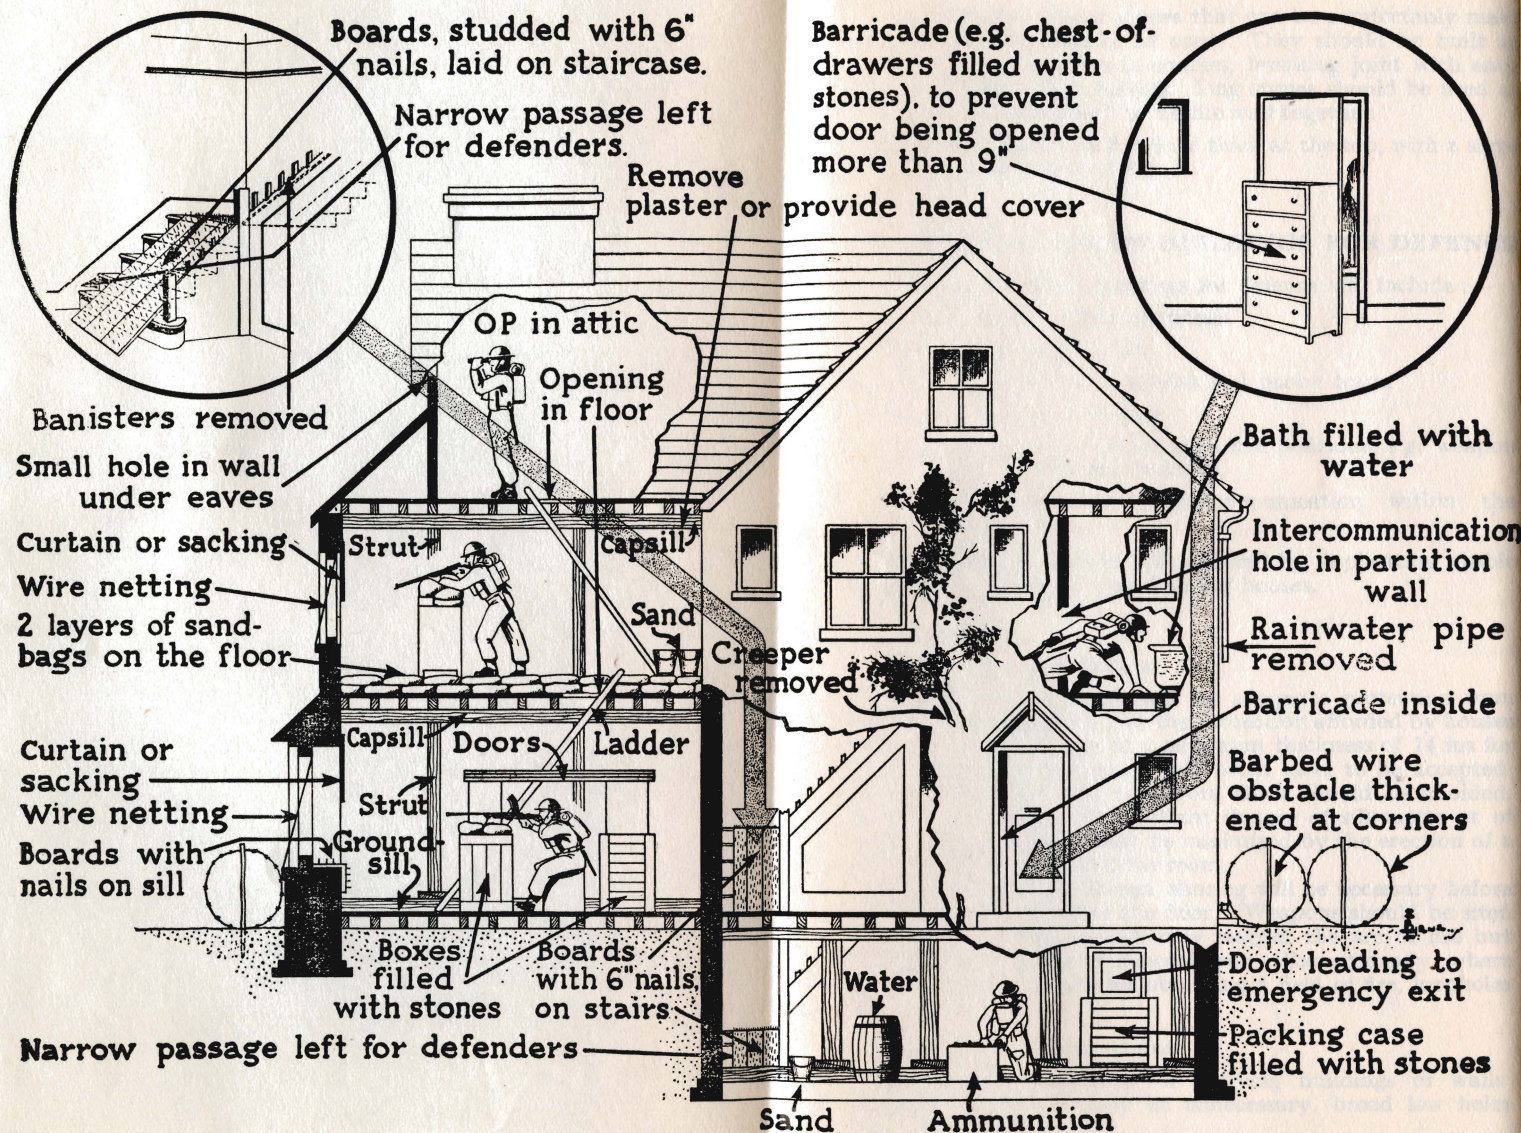 Boards, studded with 6"
nails, laid on staircase.
Narrow passage left
for defenders.
Barricade (e.g. chest-of-
drawers filled with
stones), to prevent
door being opened
more than 9"
Remove
plaster or provide head cover
OP in attic
Opening
in floor
Banisters removed
Small hole in wall
under eaves
Bath filled with
water
Curtain or sacking
Strut
Capsill
Intercommunication
hole in partition
wall
Wire netting
2 layers of sand-
bags on the floor
Sand
Creeper
removed
Rainwater pipe
removed
Barricade inside
Capsill
Doors
Ladder
Curtain or
sacking
Wire netting
Strut
Barbed wire
obstacle thick-
ened at corners
Boards with
nails on sill
Ground-
sill
Boxes
filled
with stones
Boards
with 6" nails,
on stairs
Water
Door leading to
emergency exit
Narrow passage left for defenders
Packing case
filled with stones
Sand
Ammunition